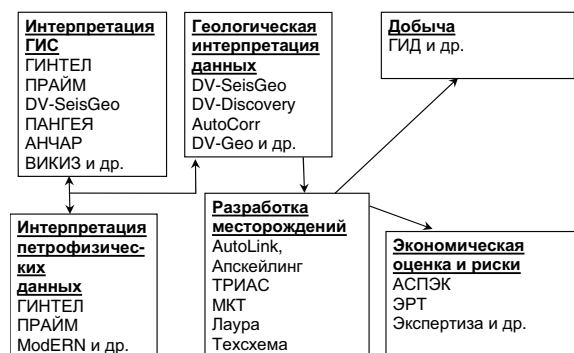 Интерпретация
ГИС
ГИНТЕЛ
ПРАЙМ
DV-SeisGeo
ПАНГЕЯ
АНЧАР
ВИКИЗ и др.
Геологическая
интерпретация
данных
DV-SeisGeo
DV-Discovery
AutoCorr
DV-Geo и др.
Добыча
ГИД и др.
Интерпретация
петрофизичес-
ких
данных
ГИНТЕЛ
ПРАЙМ
ModERN и др.
Разработка
месторождений
AutoLink,
Апскейлинг
ТРИАС
МКТ
Лаура
Техсхема
Экономическая
оценка и риски
АСПЭК
ЭРТ
Экспертиза и др.